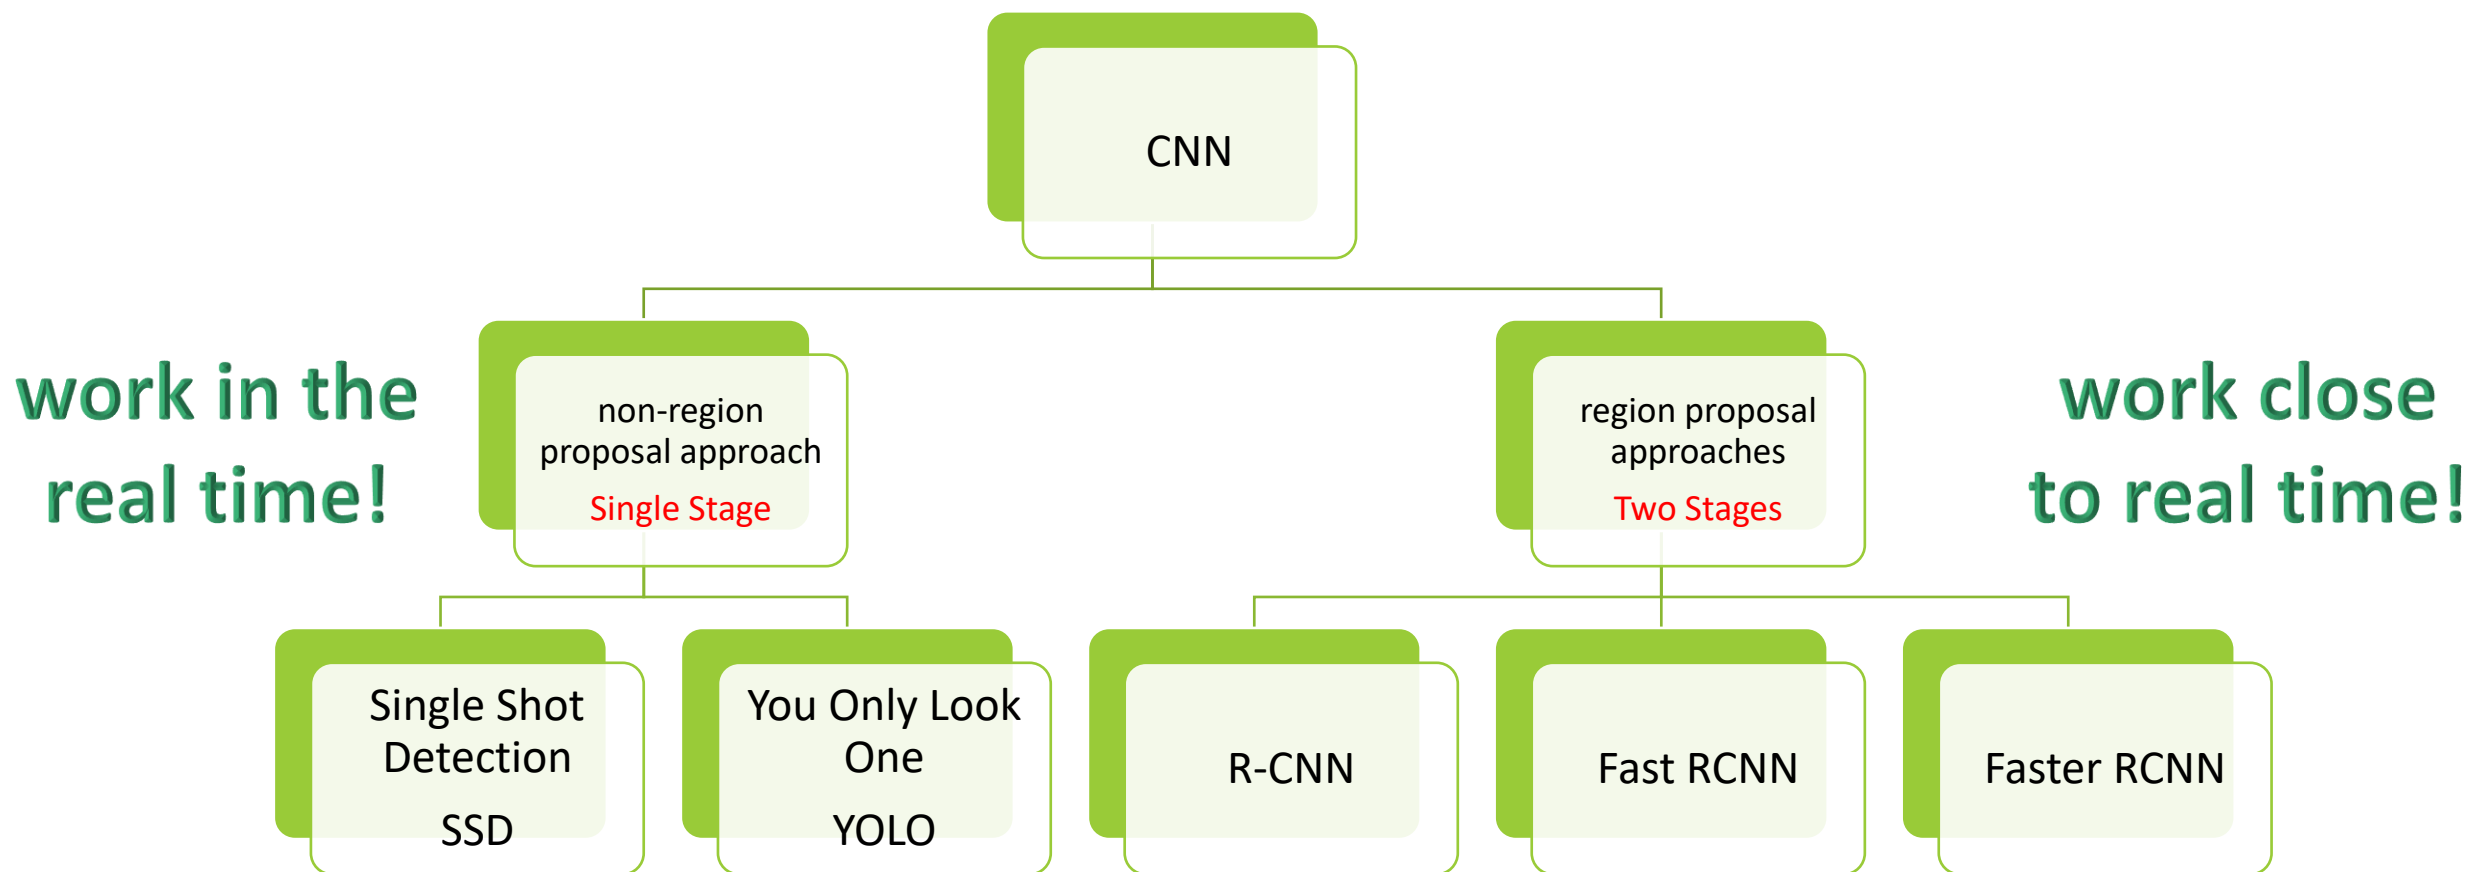 CNN
work in the
real time!
non-region
proposal approach
Single Stage
region proposal
approaches
Two Stages
work close
to real time!
Single Shot
Detection
SSD
You Only Look
One
YOLO
R-CNN
Fast RCNN
Faster RCNN